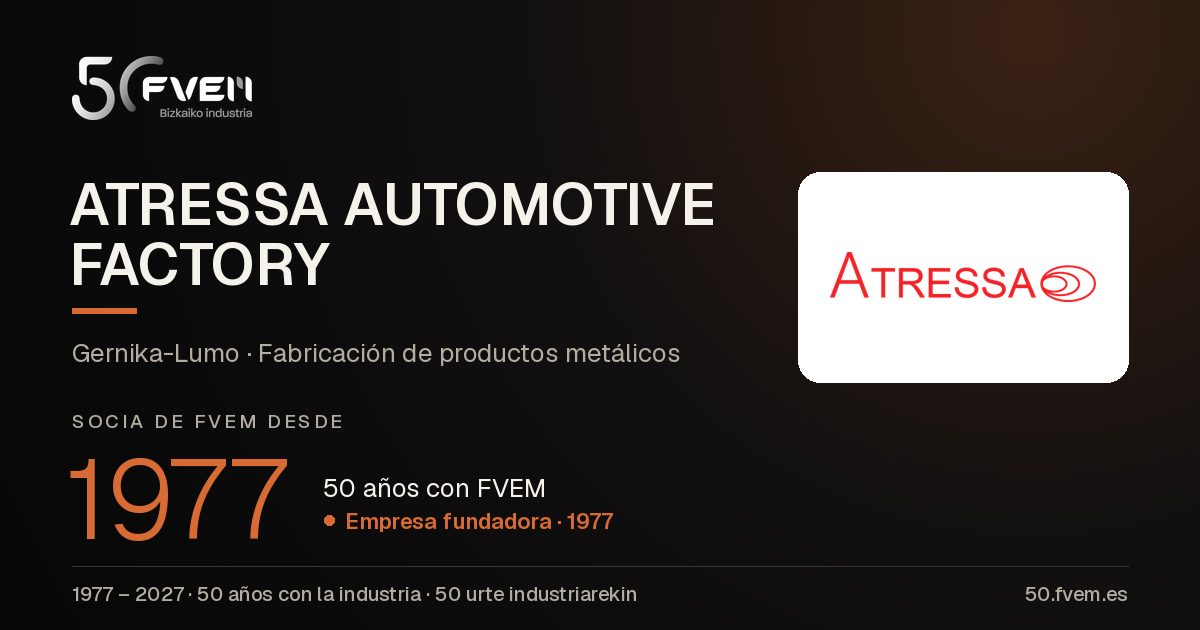 50 FVEM
Bizkaiko industria
ATRESSA AUTOMOTIVE
FACTORY
ATRESSA
Gernika-Lumo · Fabricación de productos metálicos
SOCIA DE FVEM DESDE
1977
50 años con FVEM
Empresa fundadora · 1977
1977 – 2027 · 50 años con la industria · 50 urte industriarekin
50.fvem.es